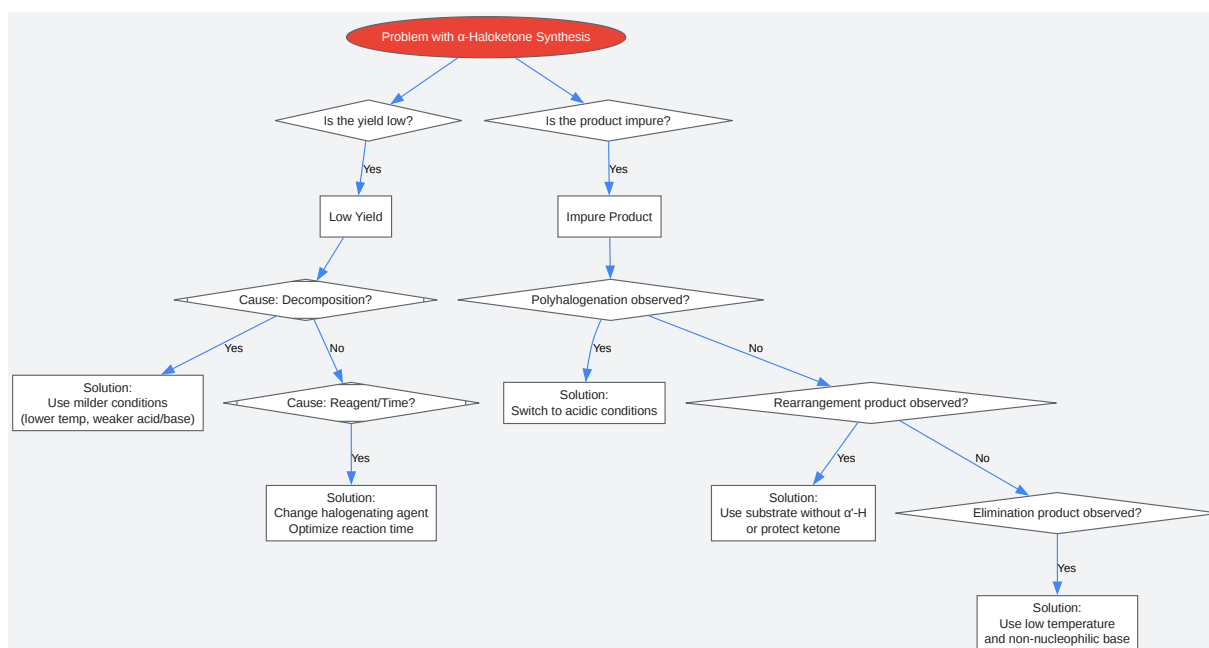 Problem with α-Haloketone Synthesis
Is the yield low?
Is the product impure?
Yes
Yes
Low Yield
Impure Product
Cause: Decomposition?
Polyhalogenation observed?
Yes
No
Yes
No
Solution:
Use milder conditions
(lower temp, weaker acid/base)
Cause: Reagent/Time?
Solution:
Switch to acidic conditions
Rearrangement product observed?
Yes
Yes
No
Solution:
Change halogenating agent
Optimize reaction time
Solution:
Use substrate without α'-H
or protect ketone
Elimination product observed?
Yes
Solution:
Use low temperature
and non-nucleophilic base